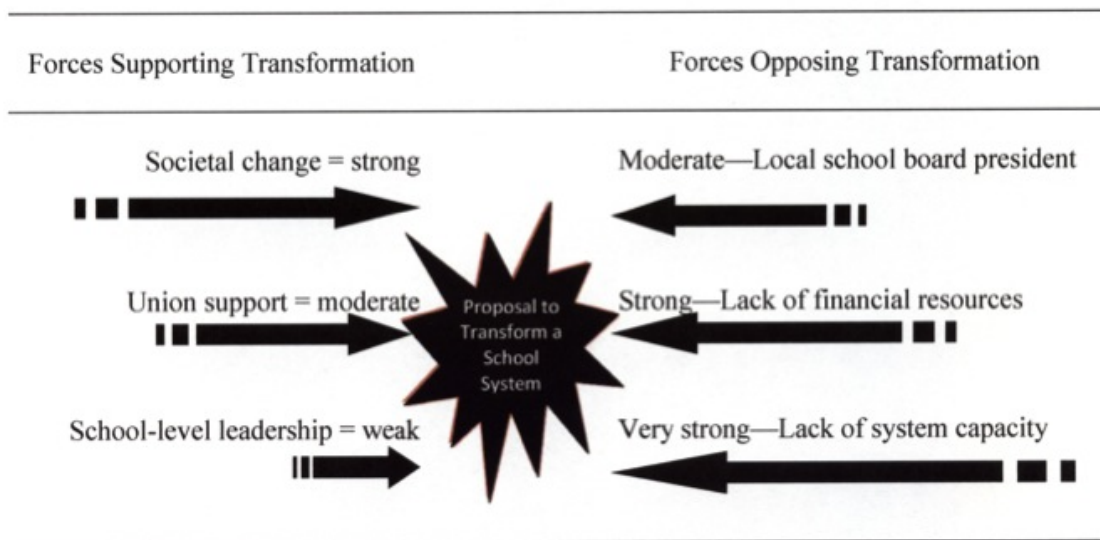 Forces Supporting Transformation
Forces Opposing Transformation
Societal change = strong
Moderate—Local school board president
Union support = moderate
Proposal to
Transform a
School
System
Strong—Lack of financial resources
School-level leadership = weak
Very strong—Lack of system capacity